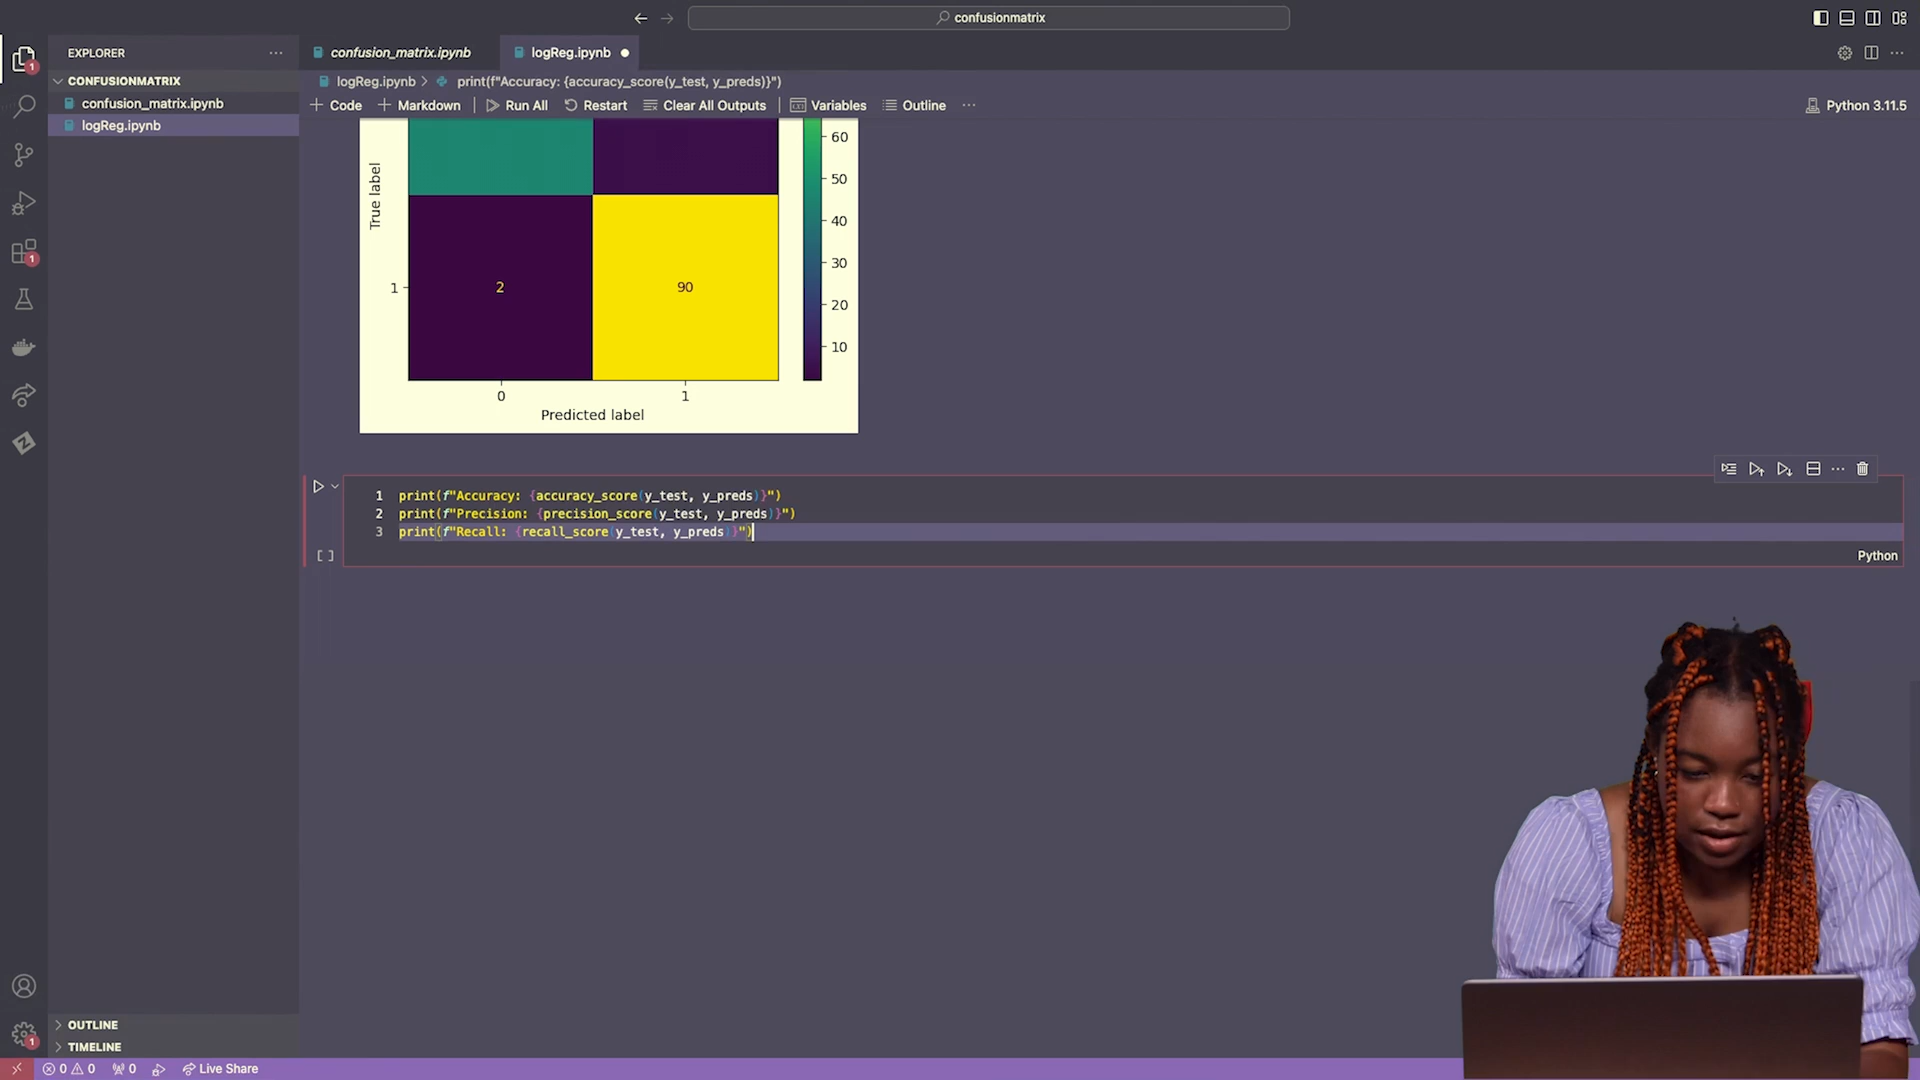 confusionmatrix
EXPLORER
CONFUSIONMATRIX
confusion_matrix.ipynb
logReg.ipynb
OUTLINE
TIMELINE
confusion_matrix.ipynb
logReg.ipynb
logReg.ipynb > print(f"Accuracy: {accuracy_score(y_test, y_preds)}")
+ Code + Markdown Run All Restart Clear All Outputs Variables Outline ...
Python 3.11.5
True label
60
50
40
30
20
10
1
2
90
0
1
Predicted label
1 print(f"Accuracy: {accuracy_score(y_test, y_preds)}")
2 print(f"Precision: {precision_score(y_test, y_preds)}")
3 print(f"Recall: {recall_score(y_test, y_preds)}")
[ ]
Python
1
1
1
0 0 0 Live Share